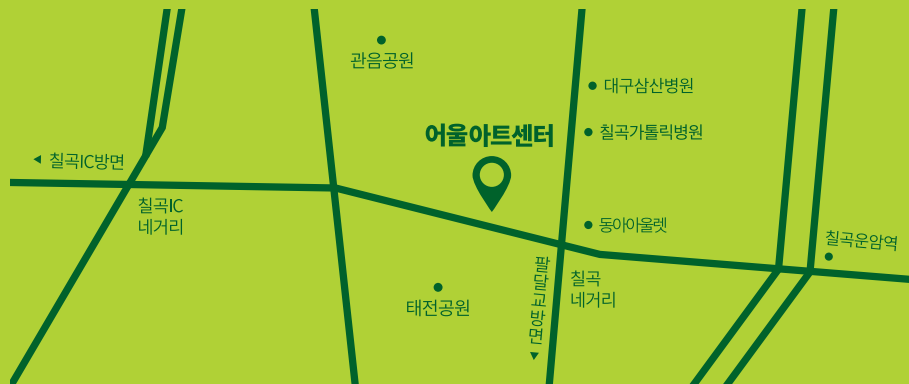 관음공원
대구삼산병원
어울아트센터
칠곡가톨릭병원
칠곡IC방면
칠곡IC
네거리
동아아울렛
칠곡운암역
팔달교방면
칠곡
네거리
태전공원